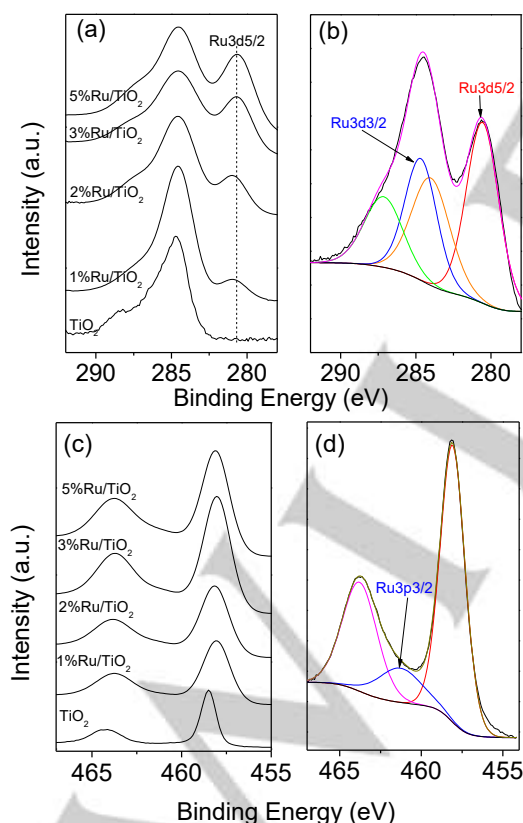 (a)
Ru3d5/2
5%Ru/TiO₂
3%Ru/TiO₂
2%Ru/TiO₂
1%Ru/TiO₂
TiO₂
290 285 280
(b)
Ru3d5/2
Ru3d3/2
290 285 280
Intensity (a.u.)
Binding Energy (eV)
(c)
5%Ru/TiO₂
3%Ru/TiO₂
2%Ru/TiO₂
1%Ru/TiO₂
TiO₂
465 460 455
(d)
Ru3p3/2
465 460 455
Intensity (a.u.)
Binding Energy (eV)